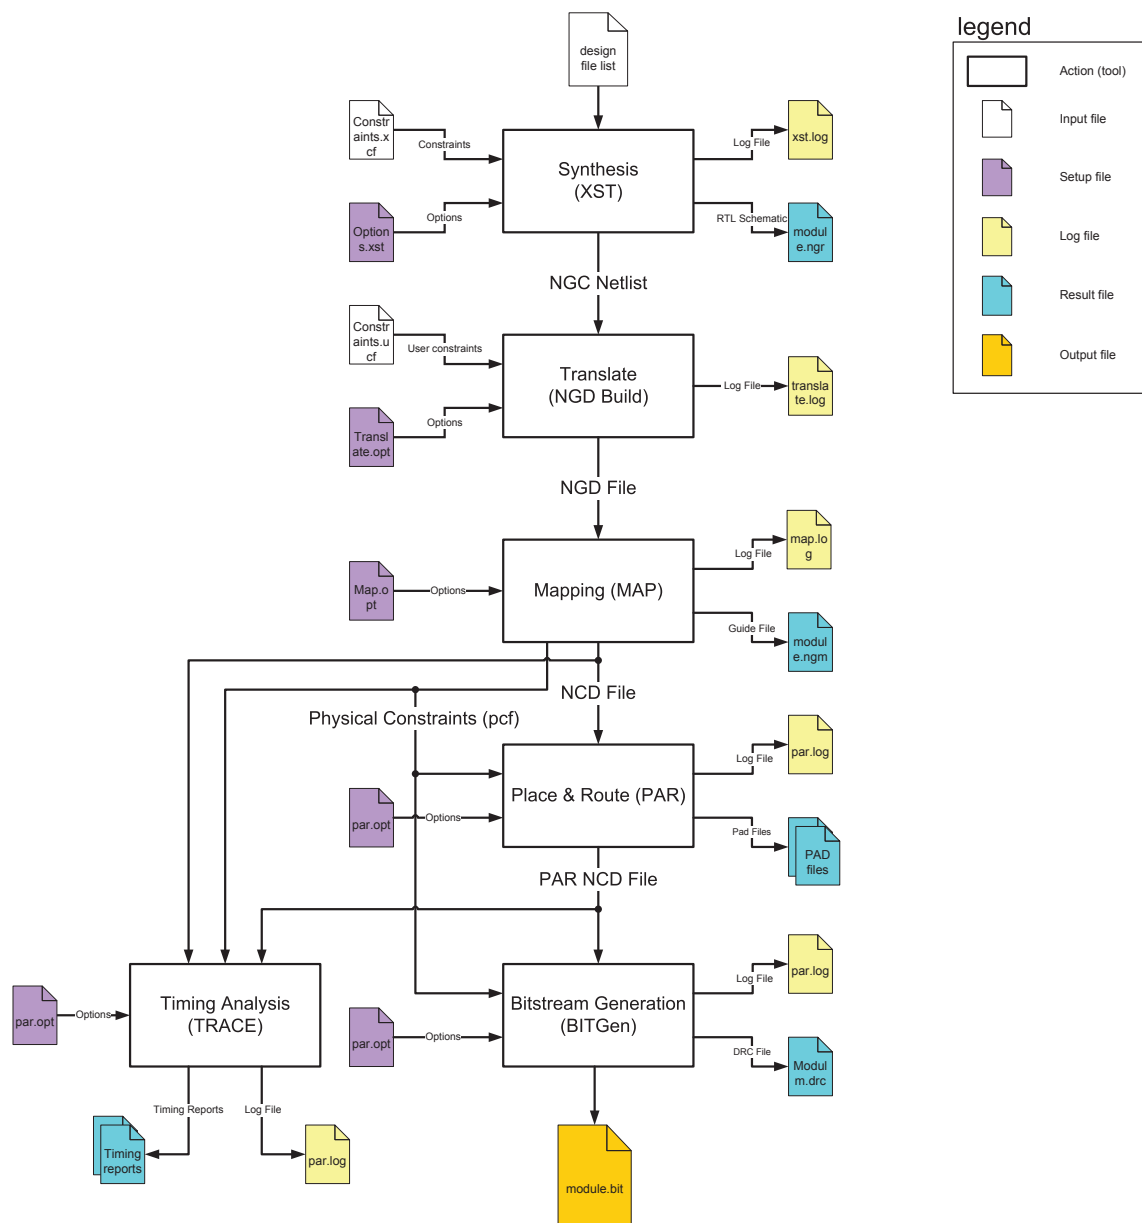 legend
design
file list
Action (tool)
Constr
aints.x
cf
Constraints
Log File
xst.log
Input file
Synthesis
(XST)
Setup file
Option
s.xst
Options
RTL Schematic
modul
e.ngr
Log file
NGC Netlist
Result file
Constr
aints.u
cf
User constraints
Output file
Translate
(NGD Build)
Log File
transla
te.log
Transl
ate.opt
Options
NGD File
map.lo
g
Log File
Map.o
pt
Options
Mapping (MAP)
Guide File
modul
e.ngm
NCD File
Physical Constraints (pcf)
Log File
par.log
Place & Route (PAR)
par.opt
Options
Pad Files
PAD
files
PAR NCD File
Log File
par.log
par.opt
Options
Timing Analysis
(TRACE)
Bitstream Generation
(BITGen)
par.opt
Options
DRC File
Modul
m.drc
Timing Reports
Log File
Timing
reports
par.log
module.bit